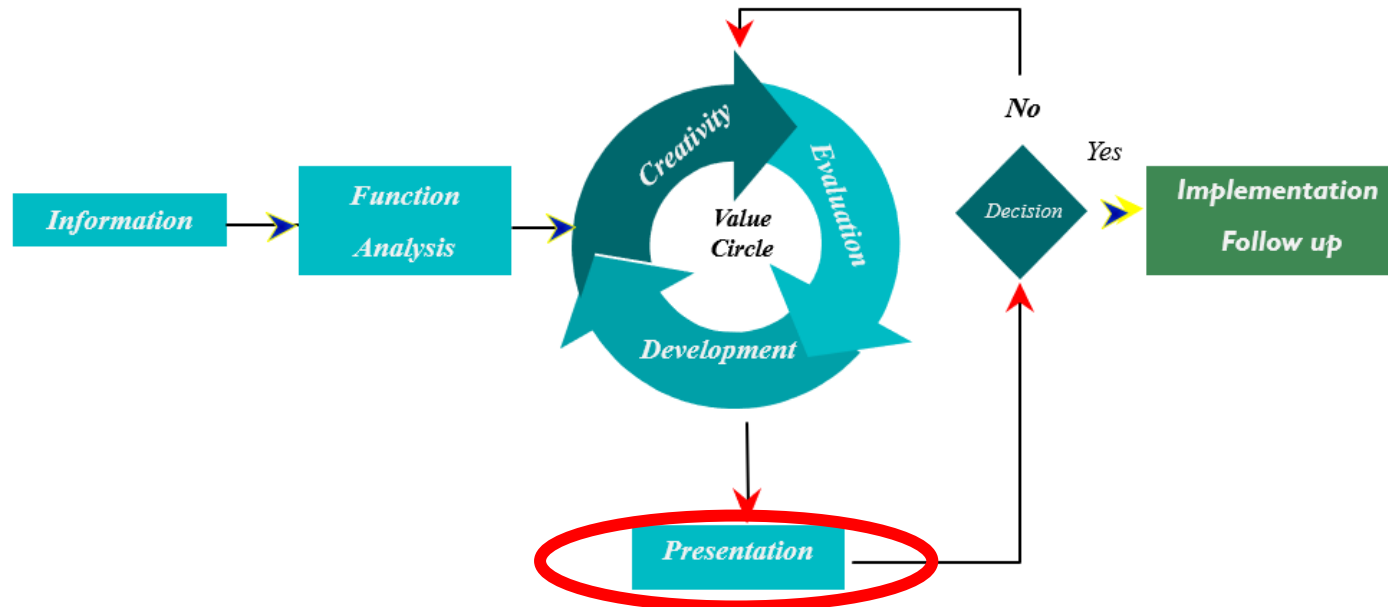 Information
Function
Analysis
Creativity
Evaluation
Development
Value
Circle
Presentation
Decision
No
Yes
Implementation
Follow up